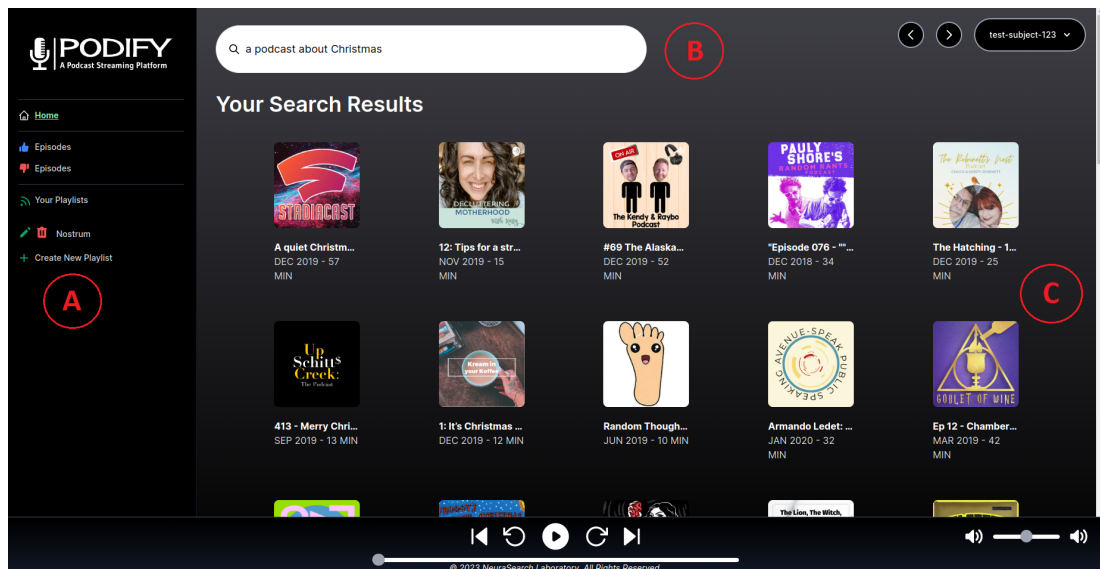 PODIFY
A Podcast Streaming Platform
Home
Episodes
Episodes
Your Playlists
Nostrum
Create New Playlist
A
a podcast about Christmas
B
test-subject-123
Your Search Results
STADIACAST
A quiet Christm...
DEC 2019 - 57
MIN
DECLUTTERING
MOTHERHOOD
12: Tips for a str...
NOV 2019 - 15
MIN
ON AIR
The Kendy & Raybo
Podcast
#69 The Alaska...
DEC 2019 - 52
MIN
PAULY
SHORE'S
RANDOM RANTS
PODCAST
"Episode 076 - ""...
DEC 2018 - 34
MIN
The Robinett's Nest
The Hatching - 1...
DEC 2019 - 25
MIN
C
Up
Schitt's
Creek:
The Podcast
413 - Merry Chri...
SEP 2019 - 13 MIN
Kream in
your Koffee
1: It's Christmas ...
DEC 2019 - 12 MIN
Random Though...
JUN 2019 - 10 MIN
AVENUE-SPEAK PUBLIC SPEAKING
Armando Ledet: ...
JAN 2020 - 32
MIN
GOBLET OF WINE
Ep 12 - Chamber...
MAR 2019 - 42
MIN
The Lion, The Witch,
© 2023 NeuraSearch Laboratory. All Rights Reserved